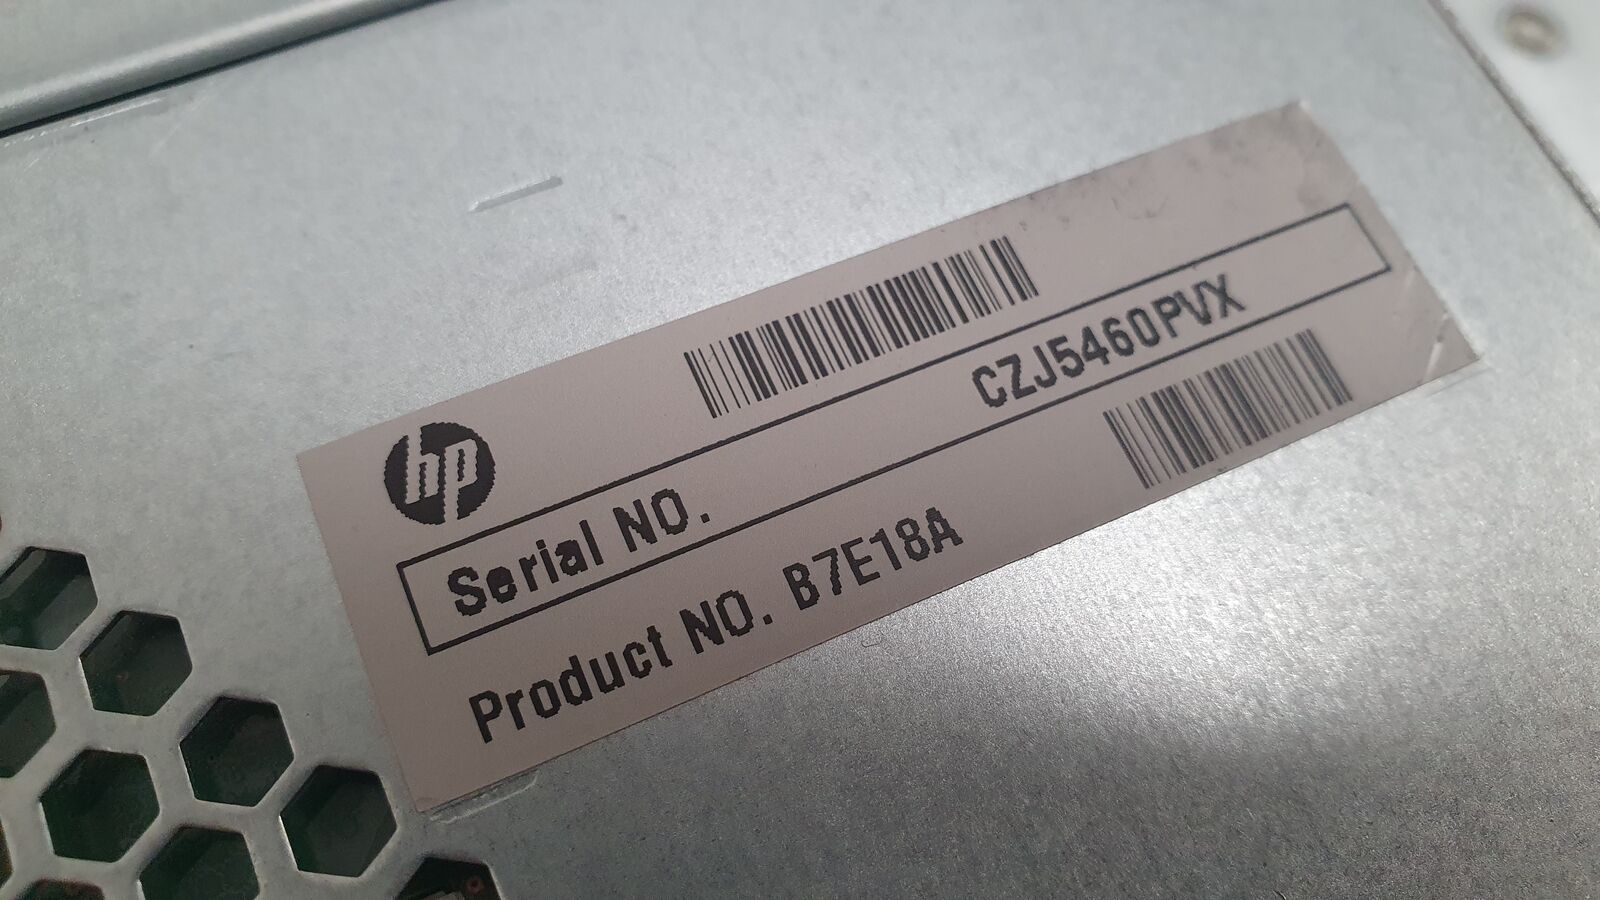 hp
Serial NO. CZJ5460PVX
Product NO. B7E18A